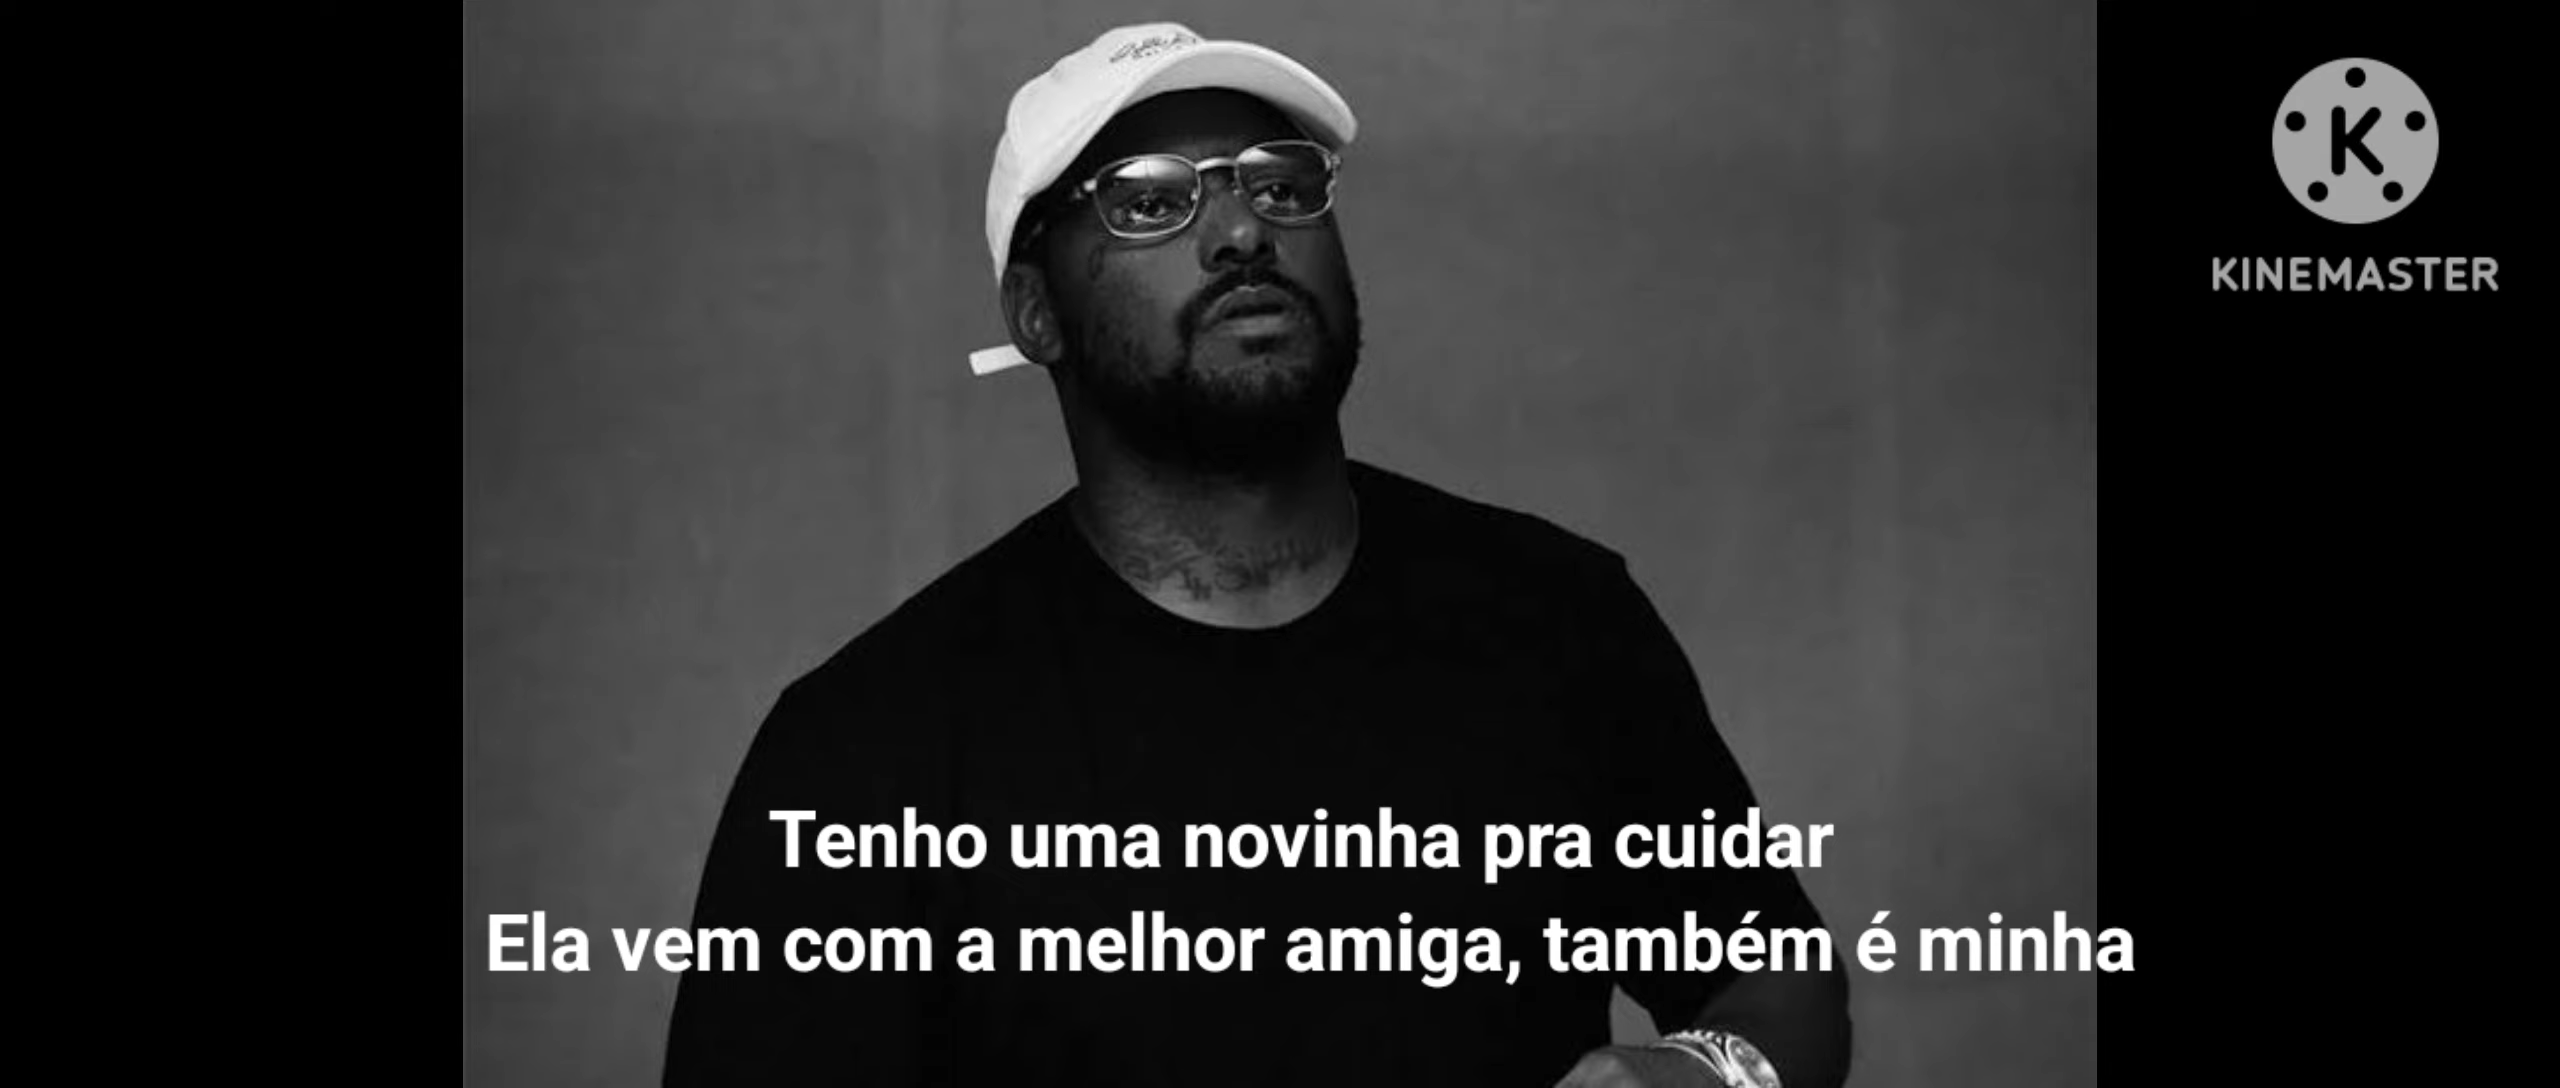 KINEMASTER
Tenho uma novinha pra cuidar
Ela vem com a melhor amiga, também é minha